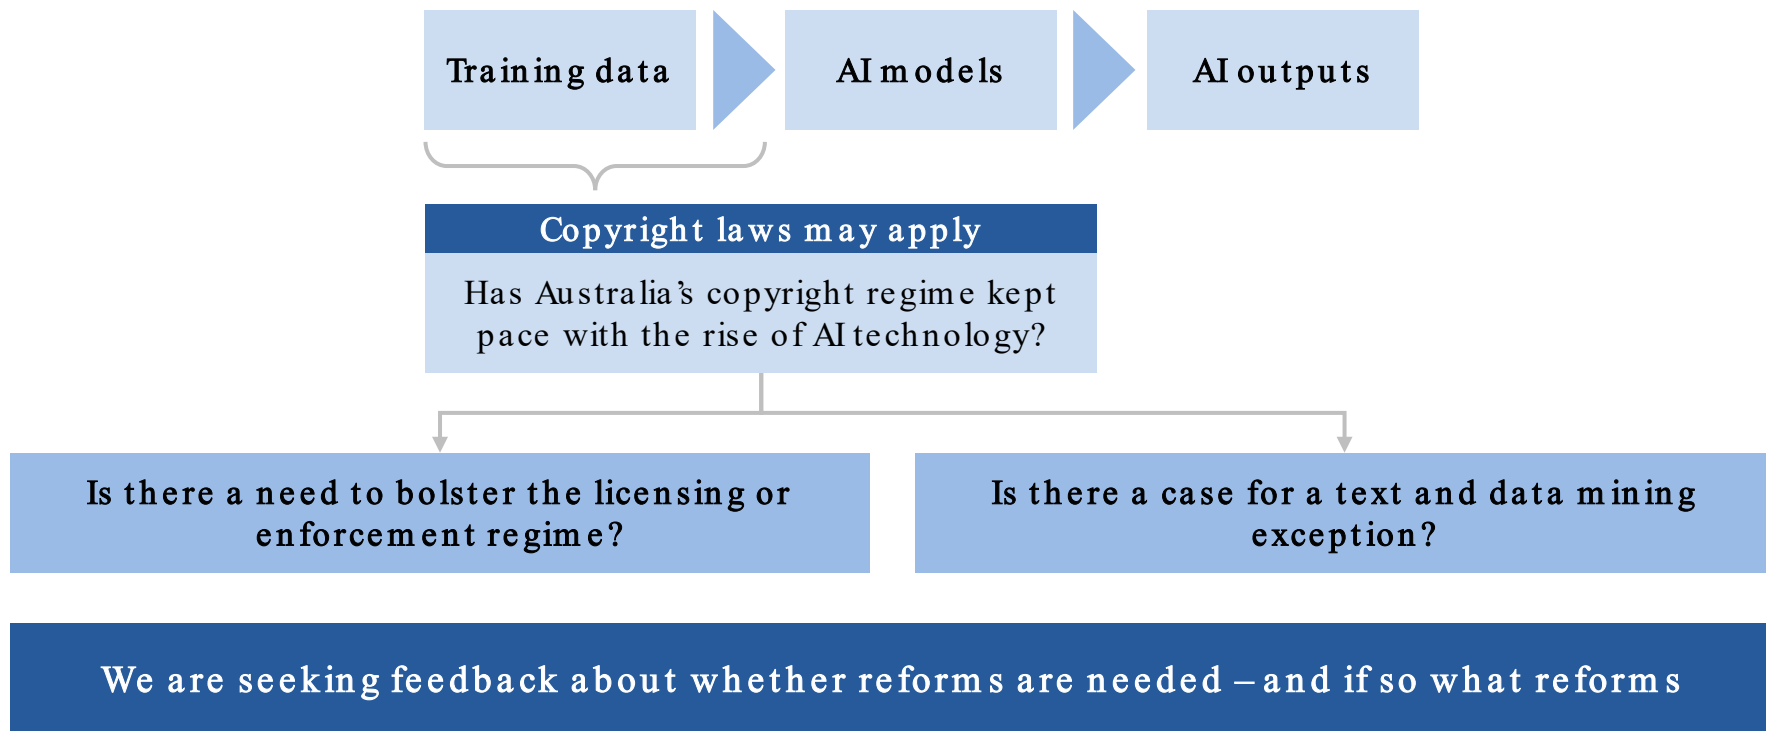 Training data
AI models
AI outputs
Copyright laws may apply
Has Australia’s copyright regime kept
pace with the rise of AI technology?
Is there a need to bolster the licensing or
enforcement regime?
Is there a case for a text and data mining
exception?
We are seeking feedback about whether reforms are needed – and if so what reforms